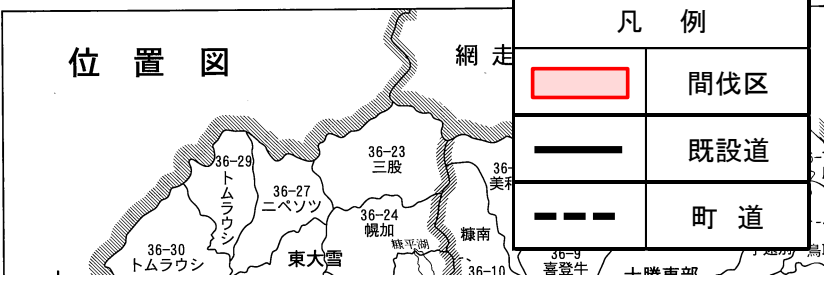 位置図
網走
凡例
間伐区
既設道
町道
36-29
トムラウシ
36-27
ニペソツ
36-23
三股
36-24
幌加
糠平湖
36-30
トムラウシ
東大雪
糠南
36-10
36-9
喜登牛
十勝東部